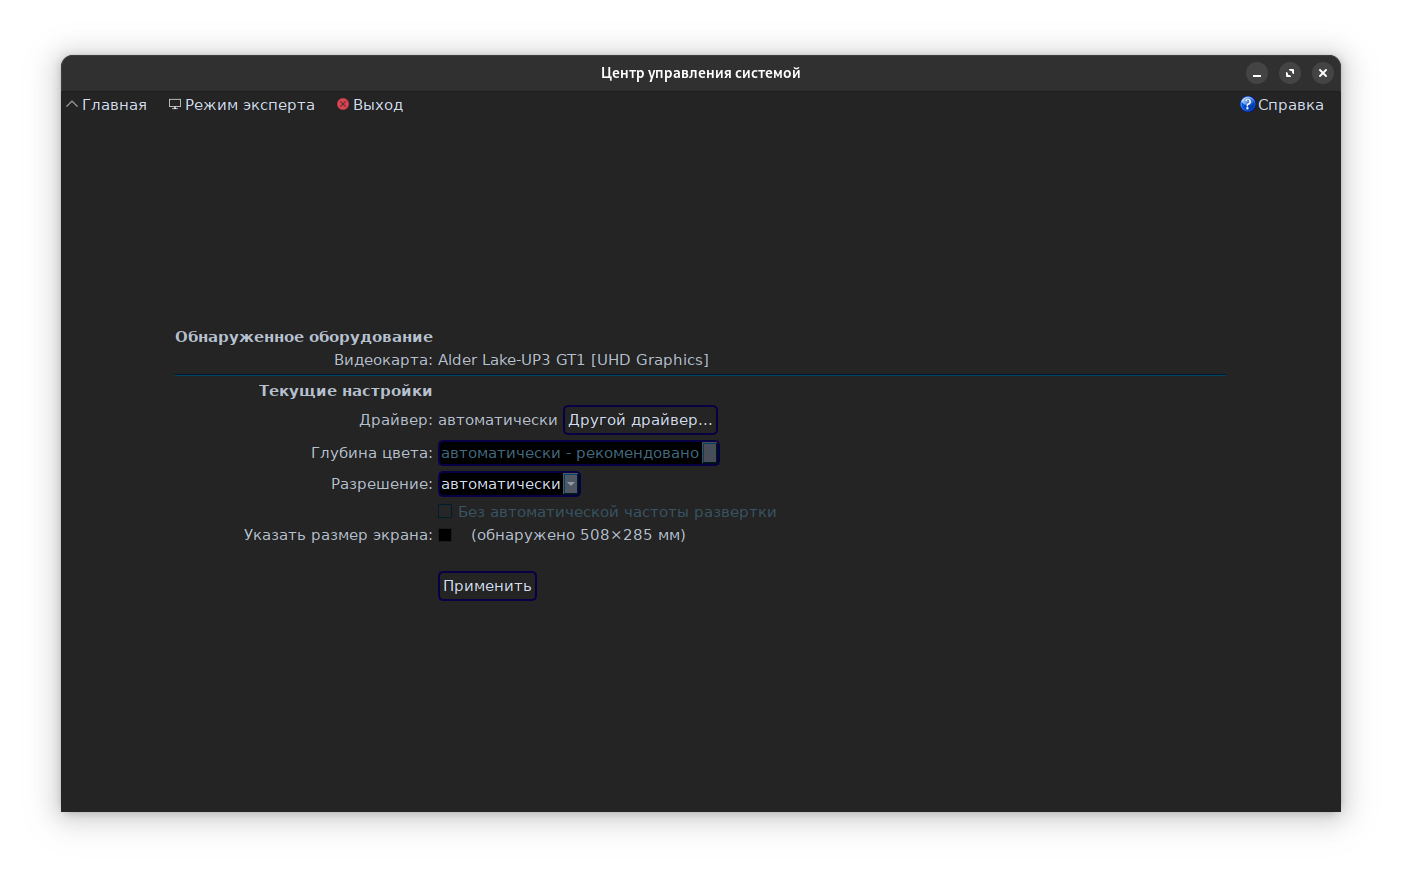 Центр управления системой
Главная Режим эксперта Выход Справка
Обнаруженное оборудование
Видеокарта: Alder Lake-UP3 GT1 [UHD Graphics]
Текущие настройки
Драйвер: автоматически Другой драйвер...
Глубина цвета: автоматически - рекомендовано
Разрешение: автоматически
Без автоматической частоты развертки
Указать размер экрана: (обнаружено 508×285 мм)
Применить